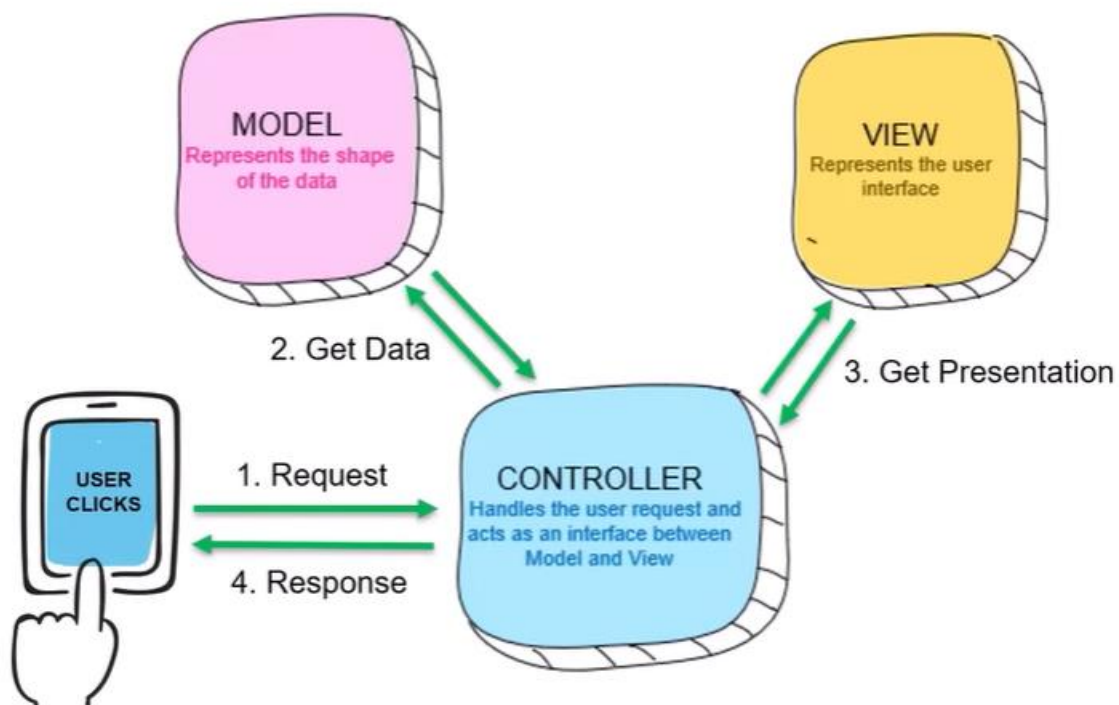 MODEL
Represents the shape
of the data
VIEW
Represents the user
interface
2. Get Data
3. Get Presentation
USER
CLICKS
1. Request
4. Response
CONTROLLER
Handles the user request and
acts as an interface between
Model and View